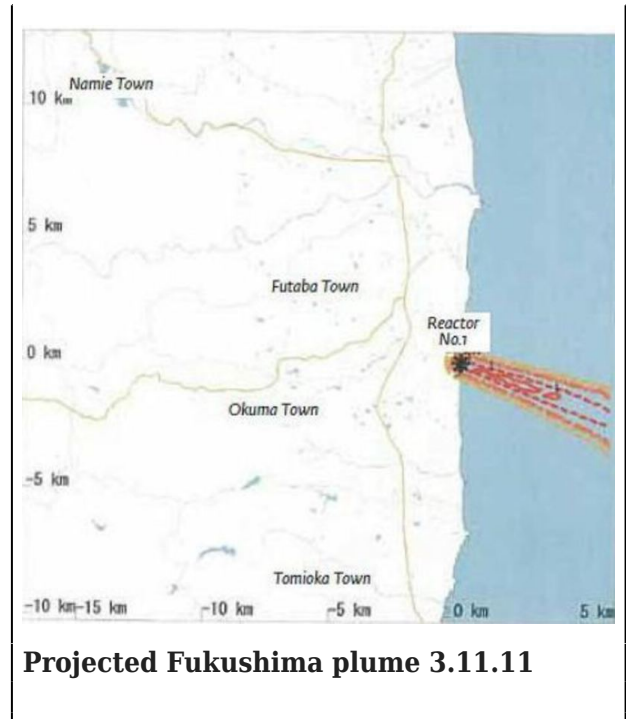 Namie Town
10 km
5 km
Futaba Town
Reactor
No.1
0 km
Okuma Town
-5 km
Tomioka Town
-10 km-15 km -10 km -5 km 0 km 5 km
Projected Fukushima plume 3.11.11